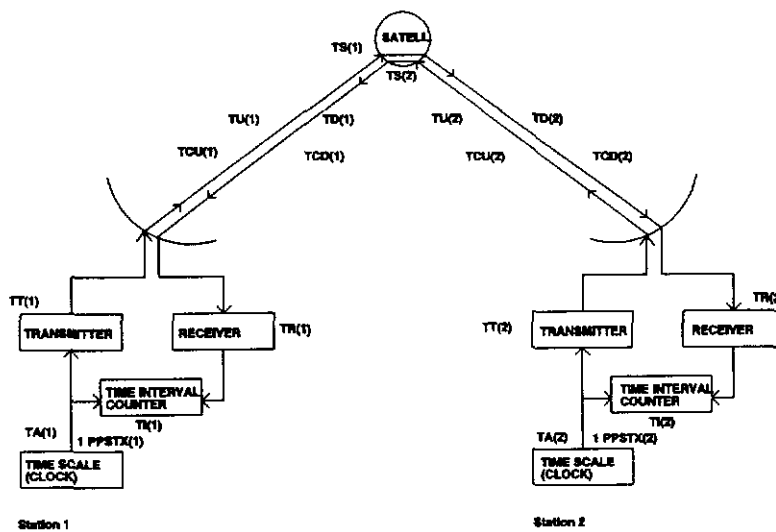 SATELL.
TS(1)
TS(2)
TU(1)
TD(1)
TU(2)
TD(2)
TCU(1)
TCD(1)
TCU(2)
TCD(2)
TT(1)
TRANSMITTER
RECEIVER
TR(1)
TT(2)
TRANSMITTER
RECEIVER
TIME INTERVAL
COUNTER
TI(1)
TIME INTERVAL
COUNTER
TI(2)
TA(1)
1 PPSTX(1)
TA(2)
1 PPSTX(2)
TIME SCALE
(CLOCK)
TIME SCALE
(CLOCK)
Station 1
Station 2